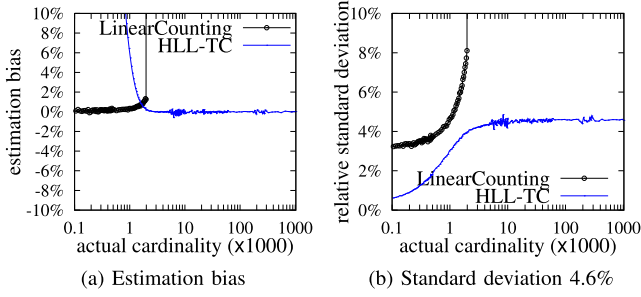 estimation bias
10%
8%
6%
4%
2%
0%
-2%
-4%
-6%
-8%
-10%
LinearCounting
HLL-TC
0.1 1 10 100 1000
actual cardinality (x1000)
(a) Estimation bias
relative standard deviation
10%
8%
6%
4%
2%
0%
LinearCounting
HLL-TC
0.1 1 10 100 1000
actual cardinality (x1000)
(b) Standard deviation 4.6%